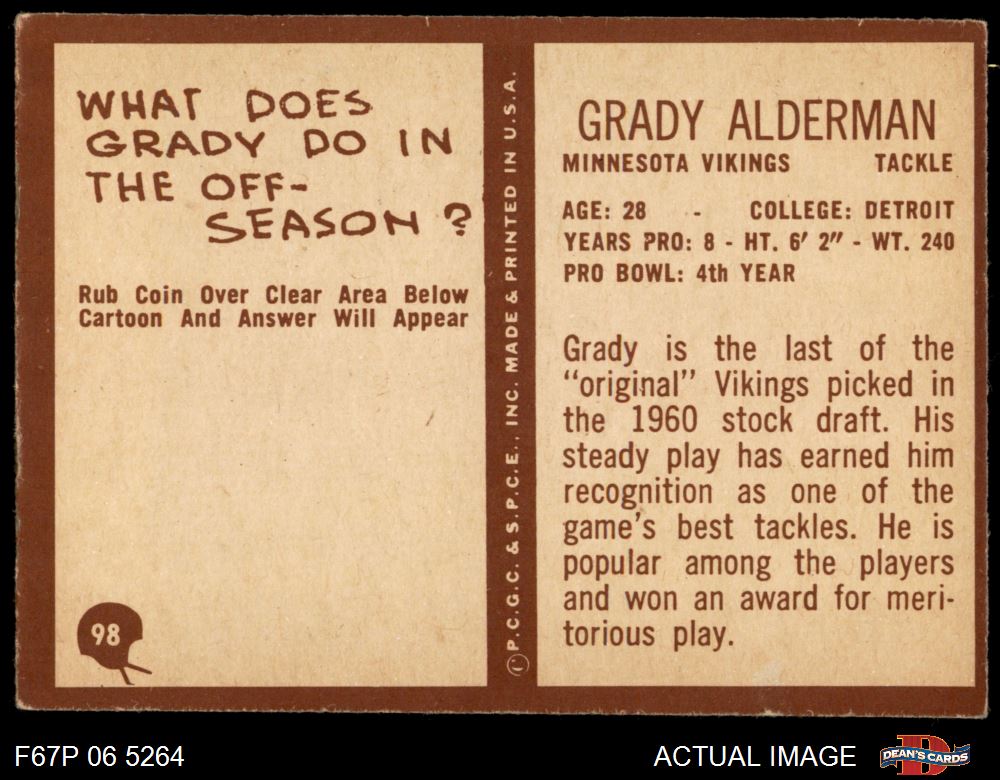 WHAT DOES
GRADY DO IN
THE OFF-
SEASON?
Rub Coin Over Clear Area Below
Cartoon And Answer Will Appear
98
© P.C.G.C. & S.P.C.E., INC. MADE & PRINTED IN U.S.A.
GRADY ALDERMAN
MINNESOTA VIKINGS TACKLE
AGE: 28 - COLLEGE: DETROIT
YEARS PRO: 8 - HT. 6' 2" - WT. 240
PRO BOWL: 4th YEAR
Grady is the last of the
"original" Vikings picked in
the 1960 stock draft. His
steady play has earned him
recognition as one of the
game's best tackles. He is
popular among the players
and won an award for meri-
torious play.
F67P 06 5264
ACTUAL IMAGE
DEAN'S CARDS